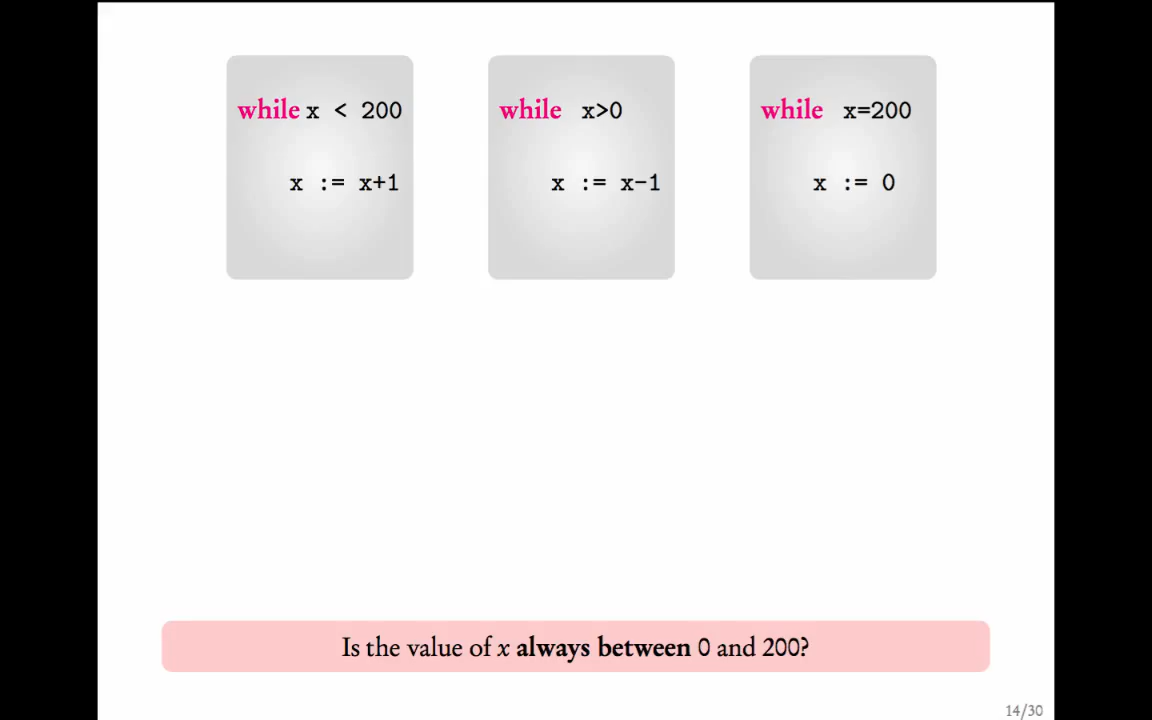 while x < 200
x := x+1
while x>0
x := x-1
while x=200
x := 0
Is the value of x always between 0 and 200?
14/30